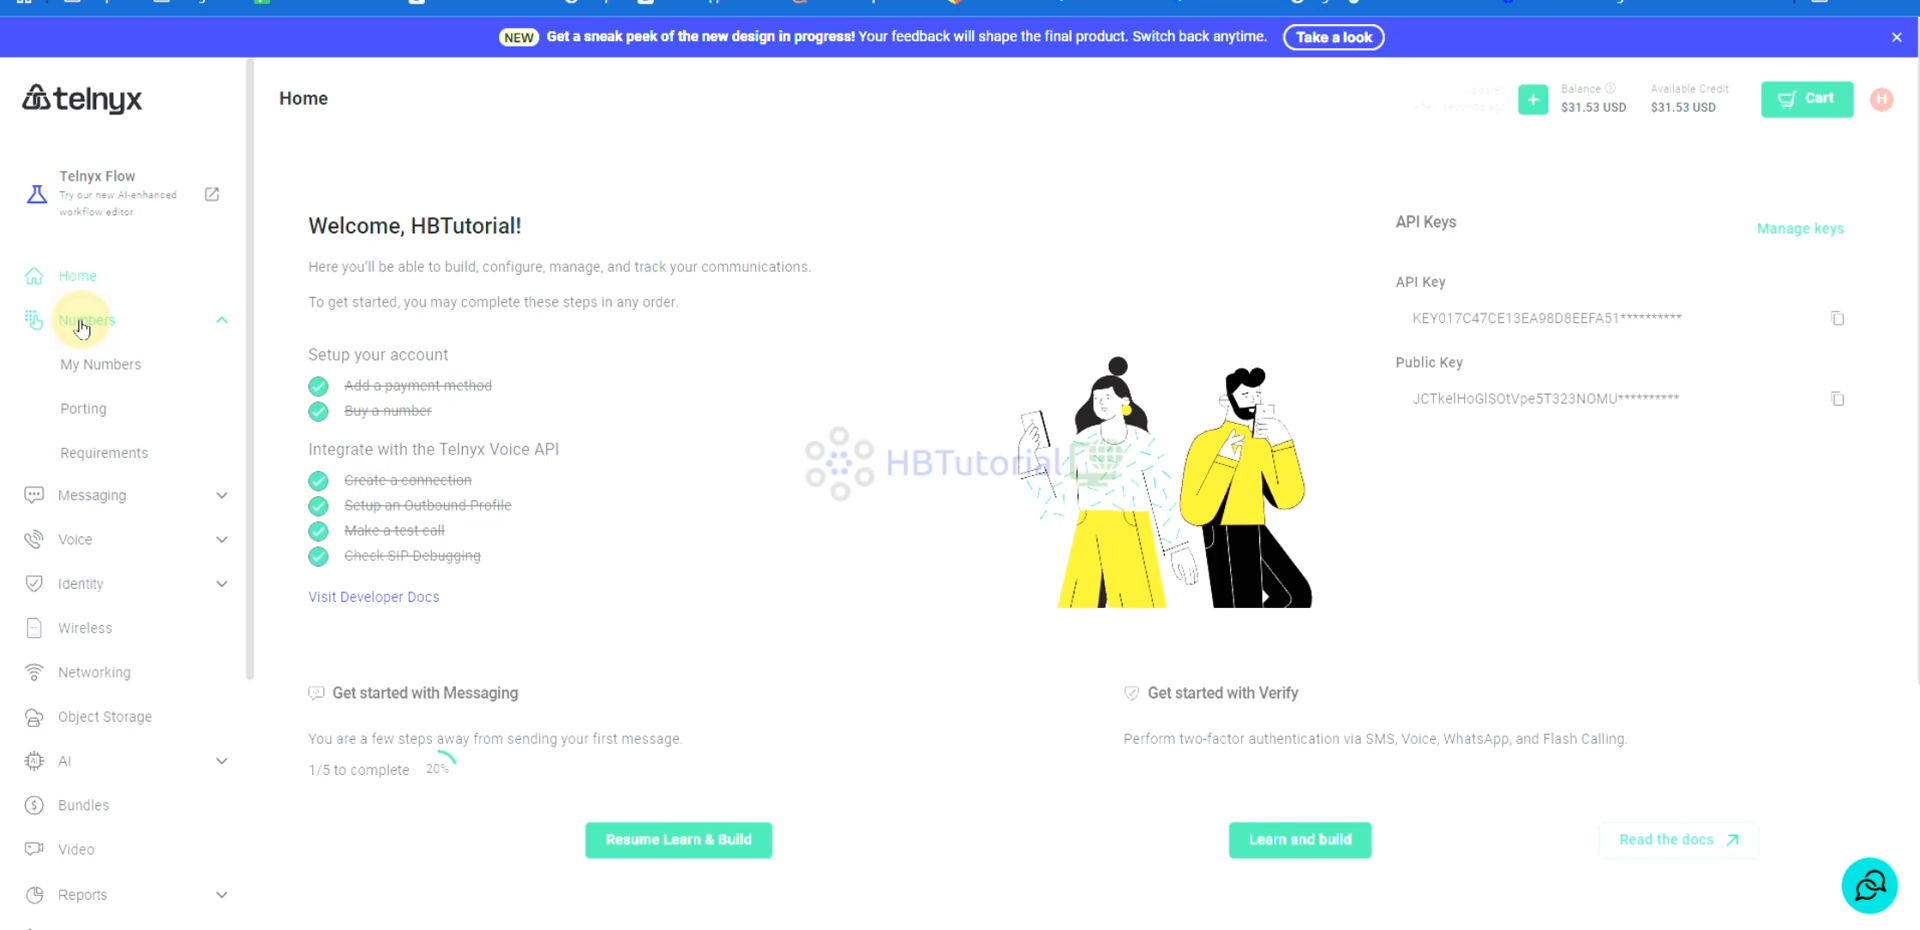 NEW Get a sneak peek of the new design in progress! Your feedback will shape the final product. Switch back anytime. Take a look
telnyx
Home
Balance
$31.53 USD
Available Credit
$31.53 USD
Cart
H
Telnyx Flow
Try our new AI-enhanced
workflow editor
Home
Numbers
My Numbers
Porting
Requirements
Messaging
Voice
Identity
Wireless
Networking
Object Storage
AI
Bundles
Video
Reports
Welcome, HBTutorial!
Here you'll be able to build, configure, manage, and track your communications.
To get started, you may complete these steps in any order.
Setup your account
Add a payment method
Buy a number
Integrate with the Telnyx Voice API
Create a connection
Setup an Outbound Profile
Make a test call
Check SIP Debugging
Visit Developer Docs
HBTutorial
API Keys
Manage keys
API Key
KEY017C47CE13EA98D8EEFA51**********
Public Key
JCTkelHoGlSOtVpe5T323NOMU**********
Get started with Messaging
You are a few steps away from sending your first message.
1/5 to complete 20%
Resume Learn & Build
Get started with Verify
Perform two-factor authentication via SMS, Voice, WhatsApp, and Flash Calling.
Learn and build
Read the docs